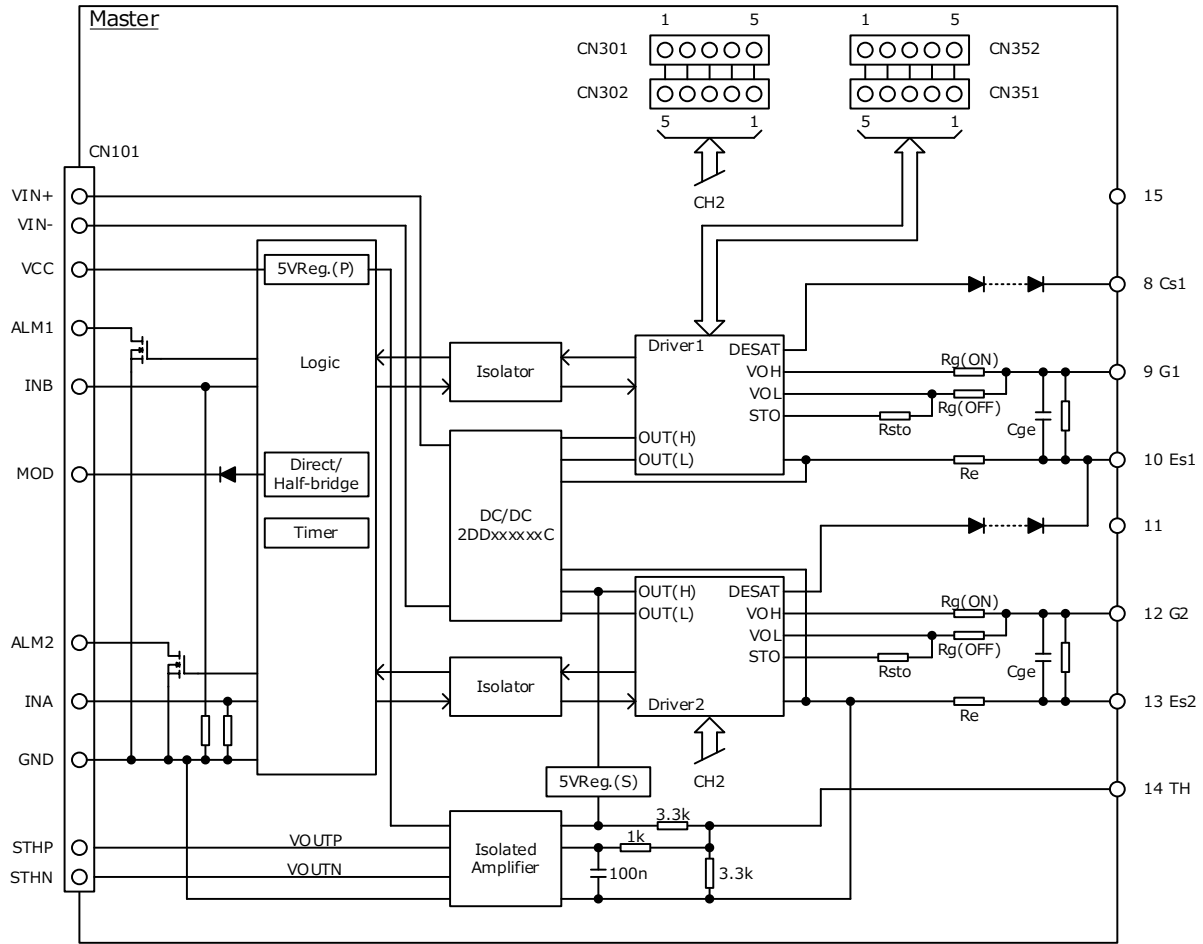 Master
1 5
CN301
CN302
5 1
CH2
1 5
CN352
CN351
5 1
CN101
VIN+
VIN-
VCC
ALM1
INB
MOD
ALM2
INA
GND
STHP
STHN
5VReg.(P)
Logic
Direct/
Half-bridge
Timer
Isolator
DC/DC
2DDxxxxxxC
Isolator
Isolated
Amplifier
VOUTP
VOUTN
Driver1
DESAT
VOH
VOL
STO
OUT(H)
OUT(L)
Rg(ON)
Rg(OFF)
Rsto
Cge
Re
OUT(H)
OUT(L)
DESAT
VOH
VOL
STO
Driver2
Rg(ON)
Rg(OFF)
Rsto
Cge
Re
CH2
5VReg.(S)
3.3k
1k
100n
3.3k
15
8 Cs1
9 G1
10 Es1
11
12 G2
13 Es2
14 TH